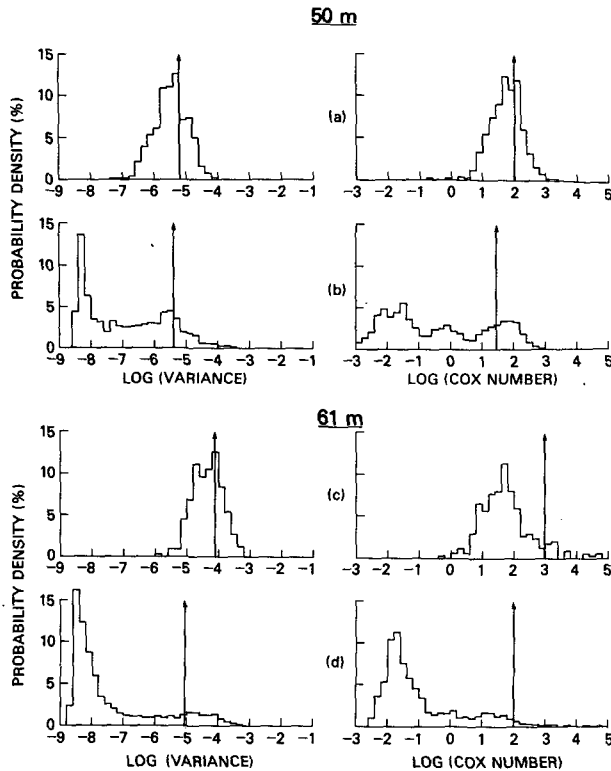 50 m
PROBABILITY DENSITY (%)
15
10
5
0
−9 −8 −7 −6 −5 −4 −3 −2 −1
(a)
−3 −2 −1 0 1 2 3 4 5
15
10
5
0
−9 −8 −7 −6 −5 −4 −3 −2 −1
LOG (VARIANCE)
(b)
−3 −2 −1 0 1 2 3 4 5
LOG (COX NUMBER)
61 m
PROBABILITY DENSITY (%)
15
10
5
0
−9 −8 −7 −6 −5 −4 −3 −2 −1
(c)
−3 −2 −1 0 1 2 3 4 5
15
10
5
0
−9 −8 −7 −6 −5 −4 −3 −2 −1
LOG (VARIANCE)
(d)
−3 −2 −1 0 1 2 3 4 5
LOG (COX NUMBER)